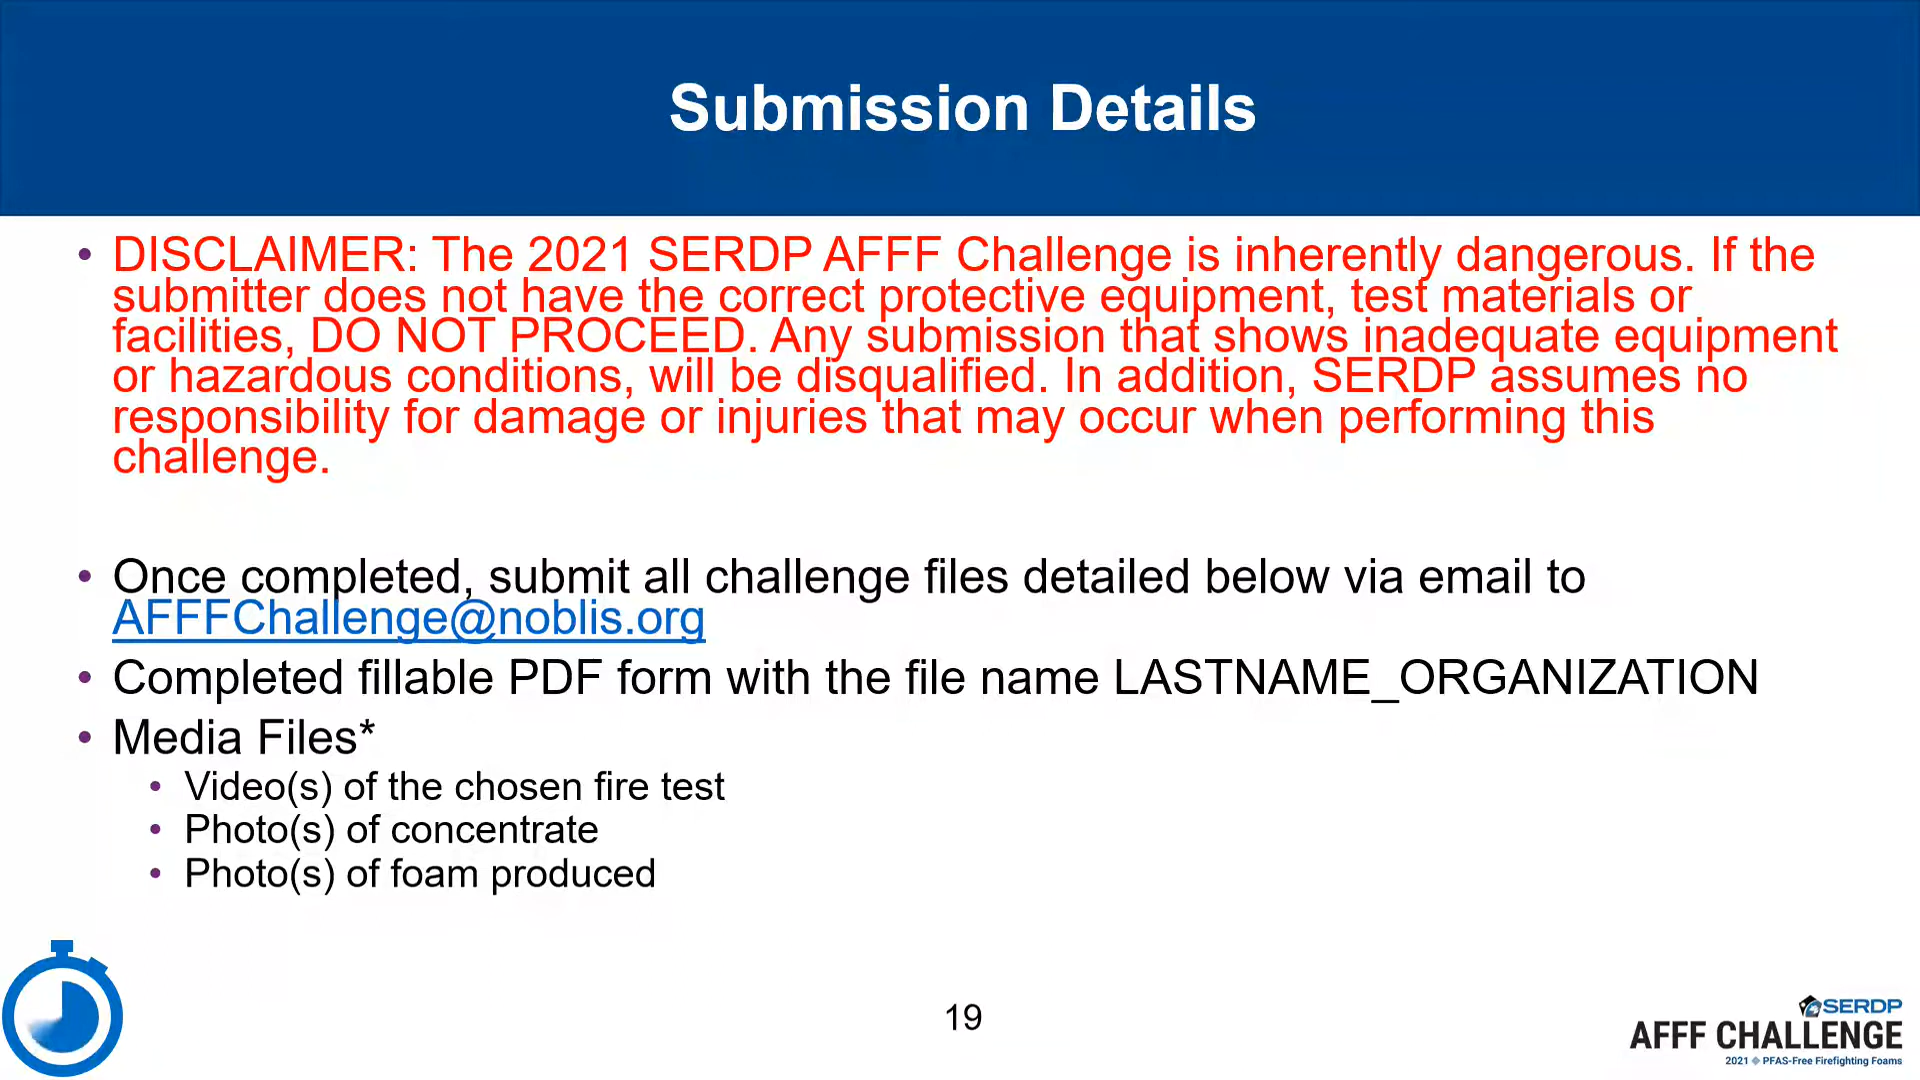 Submission Details
• DISCLAIMER: The 2021 SERDP AFFF Challenge is inherently dangerous. If the
submitter does not have the correct protective equipment, test materials or
facilities, DO NOT PROCEED. Any submission that shows inadequate equipment
or hazardous conditions, will be disqualified. In addition, SERDP assumes no
responsibility for damage or injuries that may occur when performing this
challenge.
• Once completed, submit all challenge files detailed below via email to
AFFFChallenge@noblis.org
• Completed fillable PDF form with the file name LASTNAME_ORGANIZATION
• Media Files*
• Video(s) of the chosen fire test
• Photo(s) of concentrate
• Photo(s) of foam produced
19
SERDP
AFFF CHALLENGE
2021 ◆ PFAS-Free Firefighting Foams